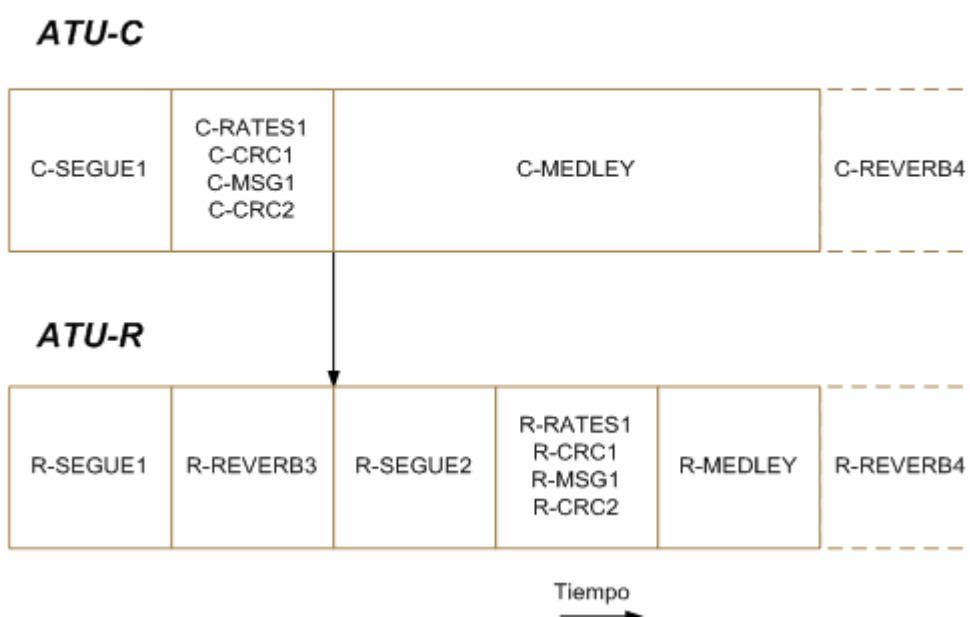 ATU-C
C-SEGUE1
C-RATES1
C-CRC1
C-MSG1
C-CRC2
C-MEDLEY
C-REVERB4
ATU-R
R-SEGUE1
R-REVERB3
R-SEGUE2
R-RATES1
R-CRC1
R-MSG1
R-CRC2
R-MEDLEY
R-REVERB4
Tiempo